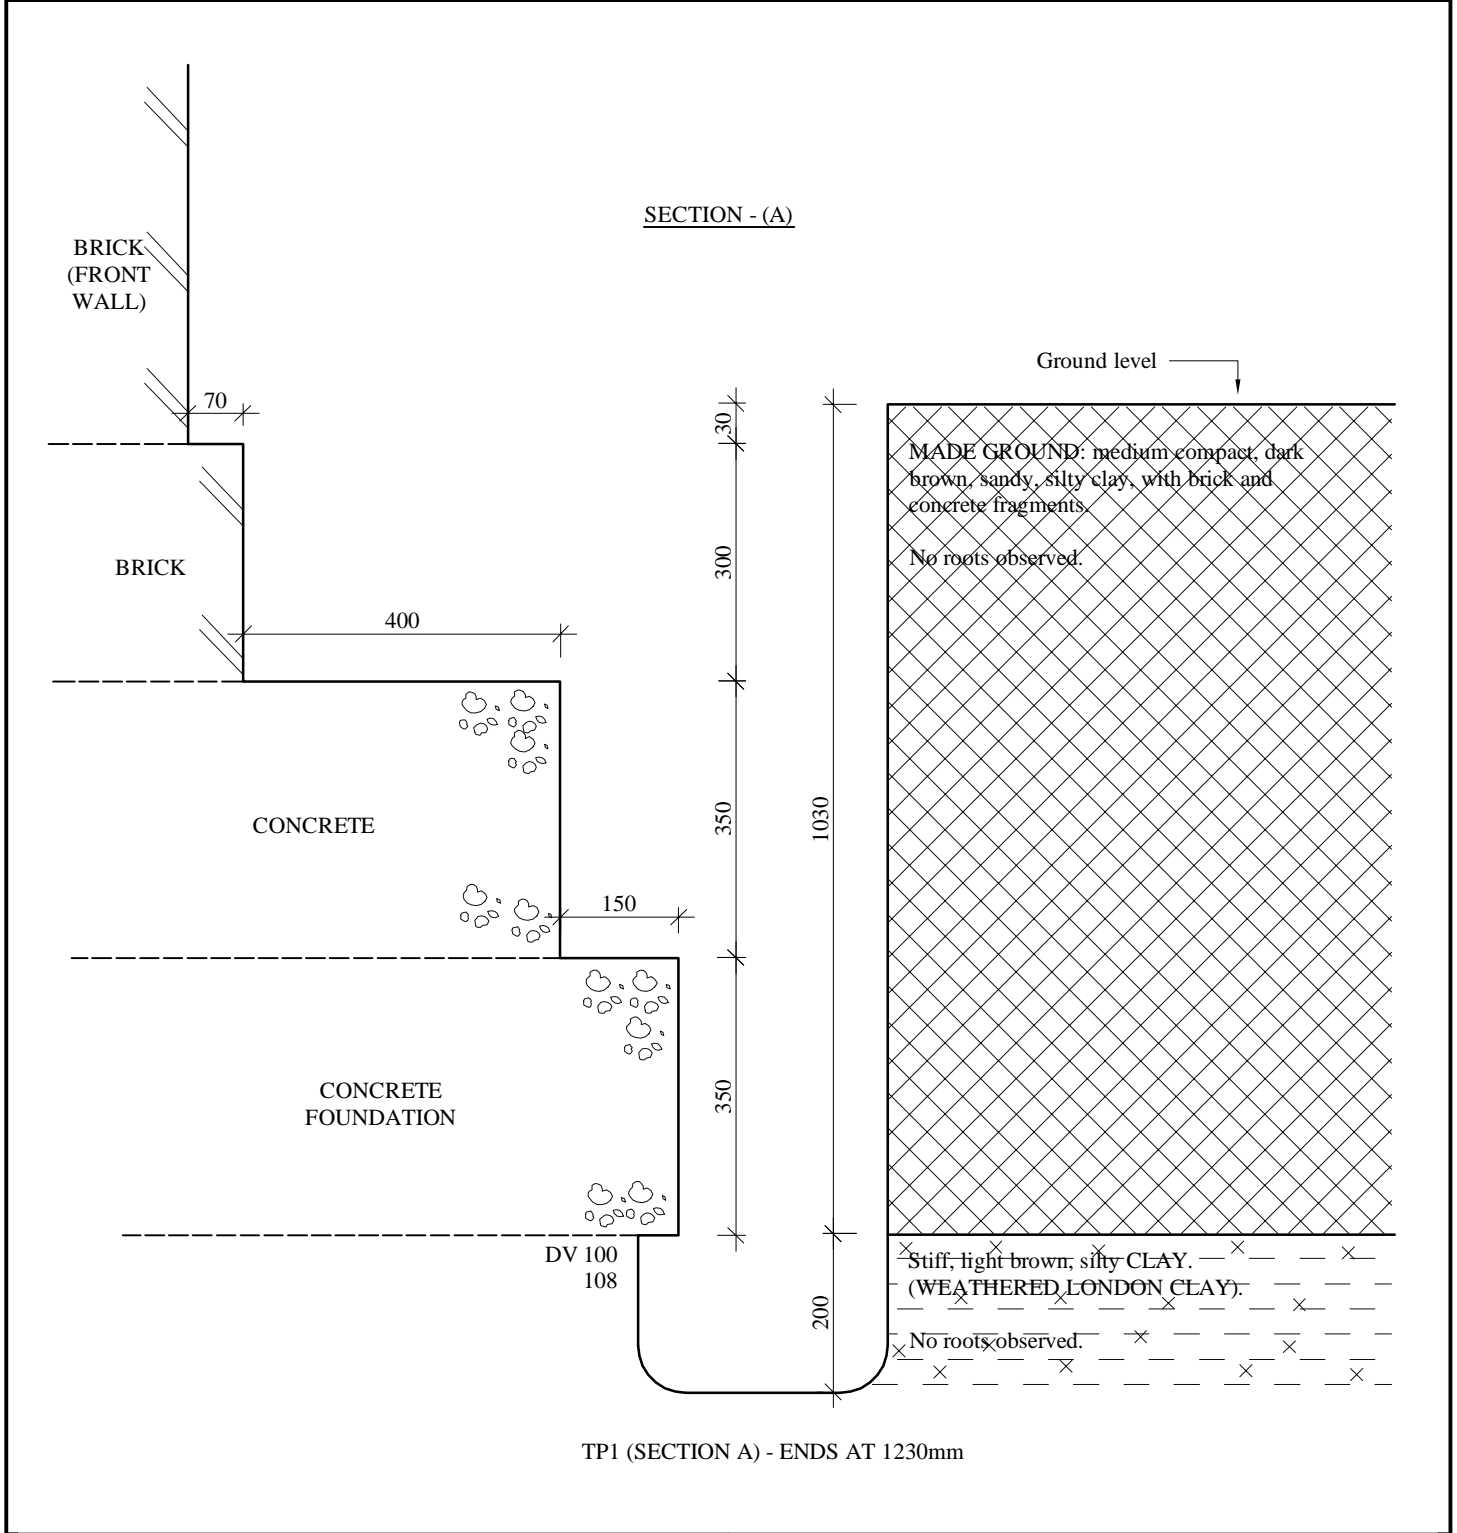 SECTION - (A)
BRICK
(FRONT
WALL)
Ground level
70
30
MADE GROUND: medium compact, dark
brown, sandy, silty clay, with brick and
concrete fragments.
No roots observed.
300
BRICK
400
350
1030
CONCRETE
150
350
CONCRETE
FOUNDATION
DV 100
108
Stiff, light brown, silty CLAY.
(WEATHERED LONDON CLAY).
200
No roots observed.
TP1 (SECTION A) - ENDS AT 1230mm